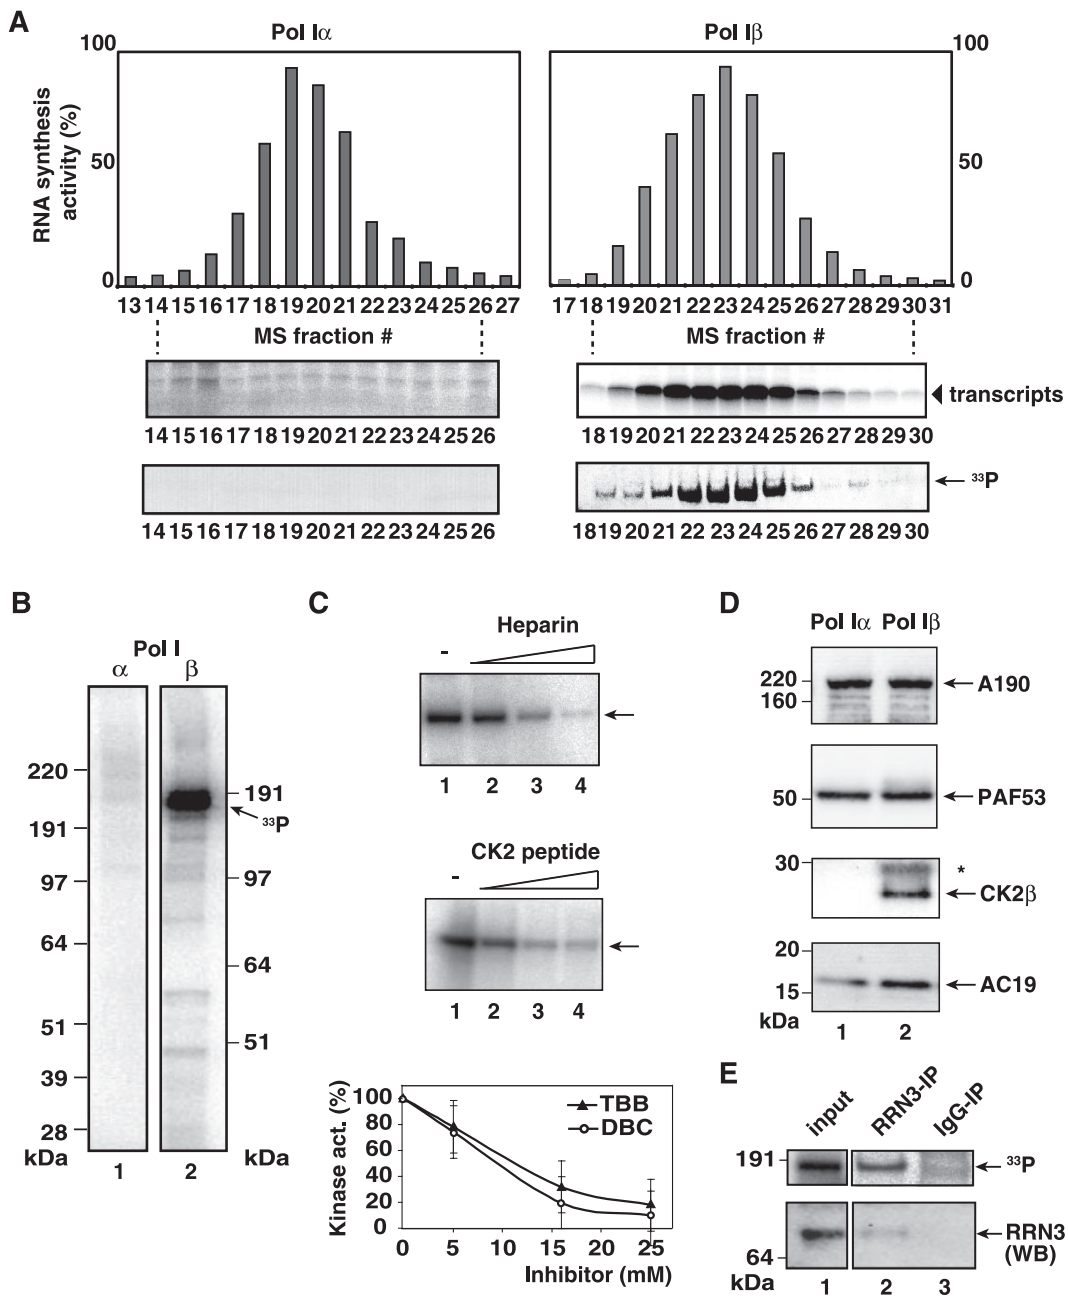 A
Pol Iα
Pol Iβ
RNA synthesis
activity (%)
100
50
0
100
50
0
13 14 15 16 17 18 19 20 21 22 23 24 25 26 27
17 18 19 20 21 22 23 24 25 26 27 28 29 30 31
MS fraction #
MS fraction #
transcripts
14 15 16 17 18 19 20 21 22 23 24 25 26
18 19 20 21 22 23 24 25 26 27 28 29 30
³³P
14 15 16 17 18 19 20 21 22 23 24 25 26
18 19 20 21 22 23 24 25 26 27 28 29 30
B
Pol I
α β
220
191
97
64
51
39
28
kDa
191
³³P
97
64
51
kDa
1 2
C
Heparin
-
1 2 3 4
CK2 peptide
-
1 2 3 4
Kinase act. (%)
100
80
60
40
20
0
TBB
DBC
0 5 10 15 20 25
Inhibitor (mM)
D
Pol Iα Pol Iβ
220
160
A190
50
PAF53
30
*
CK2β
20
15
AC19
kDa
1 2
E
input RRN3-IP IgG-IP
191
³³P
RRN3
(WB)
64
kDa
1 2 3